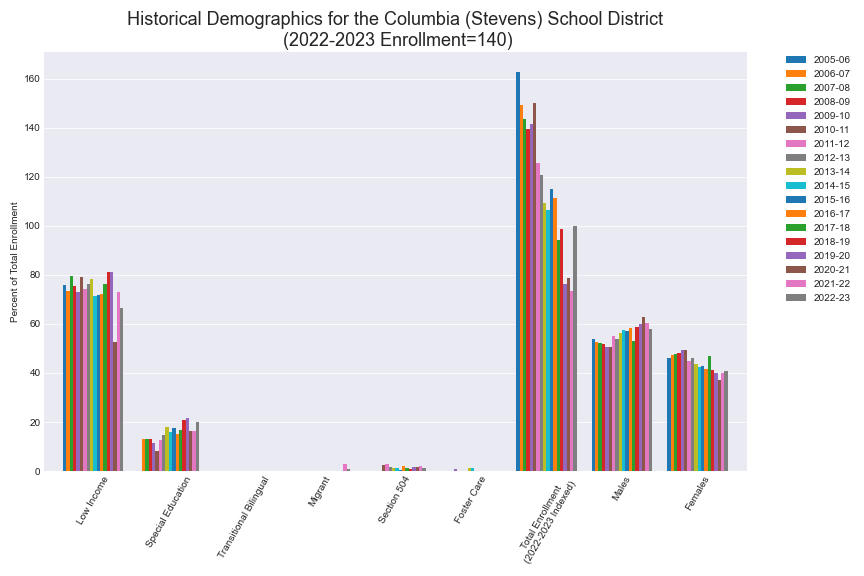 Historical Demographics for the Columbia (Stevens) School District
(2022-2023 Enrollment=140)
Percent of Total Enrollment
160
140
120
100
80
60
40
20
0
Low Income
Special Education
Transitional Bilingual
Migrant
Section 504
Foster Care
Total Enrollment
(2022-2023 Indexed)
Males
Females
2005-06
2006-07
2007-08
2008-09
2009-10
2010-11
2011-12
2012-13
2013-14
2014-15
2015-16
2016-17
2017-18
2018-19
2019-20
2020-21
2021-22
2022-23